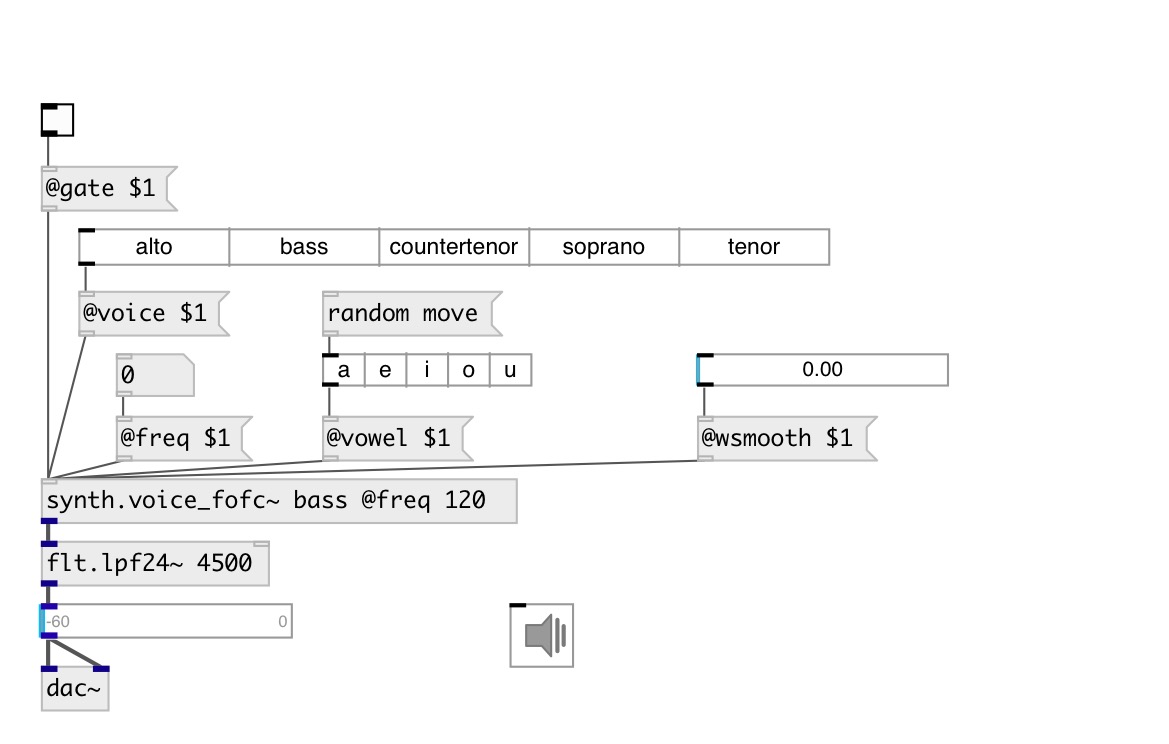 @gate $1
alto bass countertenor soprano tenor
@voice $1
random move
0
a e i o u
0.00
@freq $1
@vowel $1
@wsmooth $1
synth.voice_fofc~ bass @freq 120
flt.lpf24~ 4500
-60 0
dac~